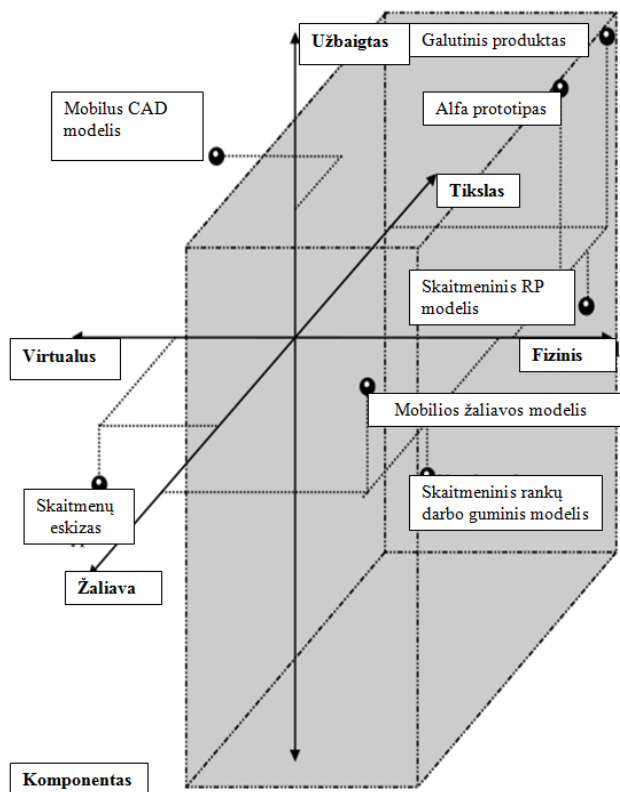 Užbaigtas
Galutinis produktas
Mobilus CAD
modelis
Alfa prototipas
Tikslas
Skaitmeninis RP
modelis
Virtualus
Fizinis
Mobilios žaliavos modelis
Skaitmenų
eskizas
Skaitmeninis rankų
darbo guminis modelis
Žaliava
Komponentas